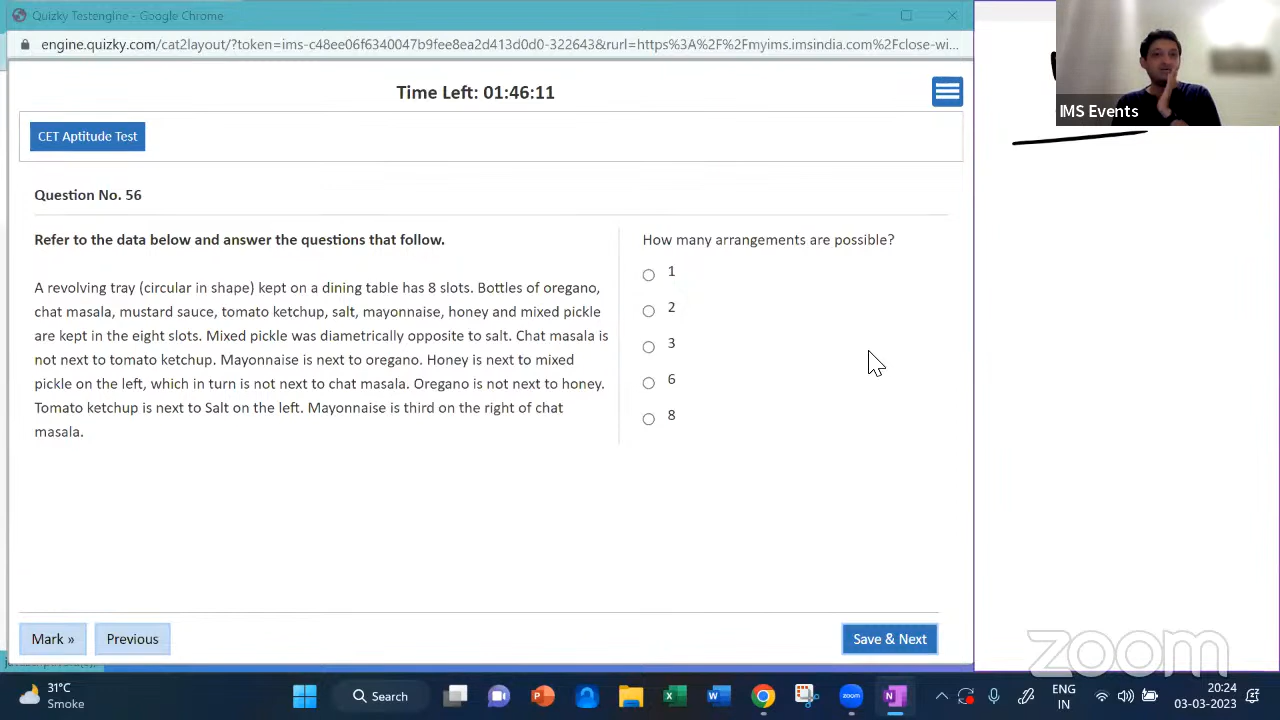 Quizky Testengine - Google Chrome
engine.quizky.com/cat2layout/?token=ims-c48ee06f6340047b9fee8ea2d413d0d0-322643&rurl=https%3A%2F%2Fmyims.imsindia.com%2Fclose-wi...
IMS Events
Time Left: 01:46:11
CET Aptitude Test
Question No. 56
Refer to the data below and answer the questions that follow.
A revolving tray (circular in shape) kept on a dining table has 8 slots. Bottles of oregano,
chat masala, mustard sauce, tomato ketchup, salt, mayonnaise, honey and mixed pickle
are kept in the eight slots. Mixed pickle was diametrically opposite to salt. Chat masala is
not next to tomato ketchup. Mayonnaise is next to oregano. Honey is next to mixed
pickle on the left, which in turn is not next to chat masala. Oregano is not next to honey.
Tomato ketchup is next to Salt on the left. Mayonnaise is third on the right of chat
masala.
How many arrangements are possible?
1
2
3
6
8
Mark »
Previous
Save & Next
zoom
31°C
Smoke
Search
zoom
ENG
IN
20:24
03-03-2023